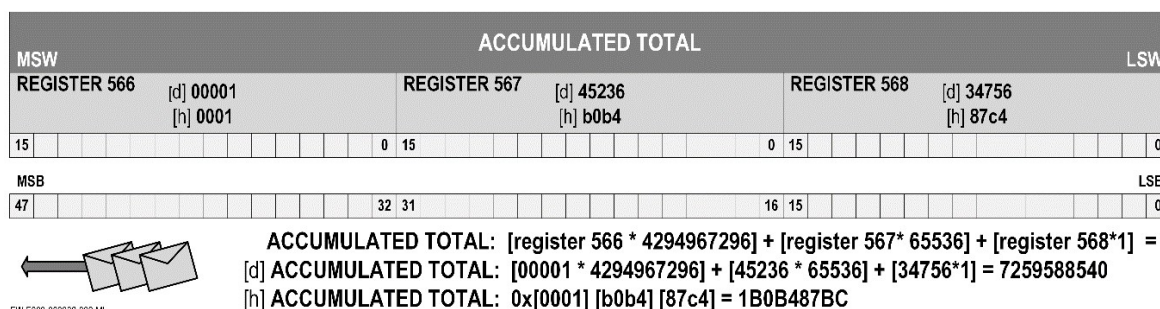 ACCUMULATED TOTAL
MSW LSW
REGISTER 566 [d] 00001 REGISTER 567 [d] 45236 REGISTER 568 [d] 34756
[h] 0001 [h] b0b4 [h] 87c4
15 0 15 0 15 0
MSB LSB
47 32 31 16 15 0
ACCUMULATED TOTAL: [register 566 * 4294967296] + [register 567* 65536] + [register 568*1] =
[d] ACCUMULATED TOTAL: [00001 * 4294967296] + [45236 * 65536] + [34756*1] = 7259588540
[h] ACCUMULATED TOTAL: 0x[0001] [b0b4] [87c4] = 1B0B487BC